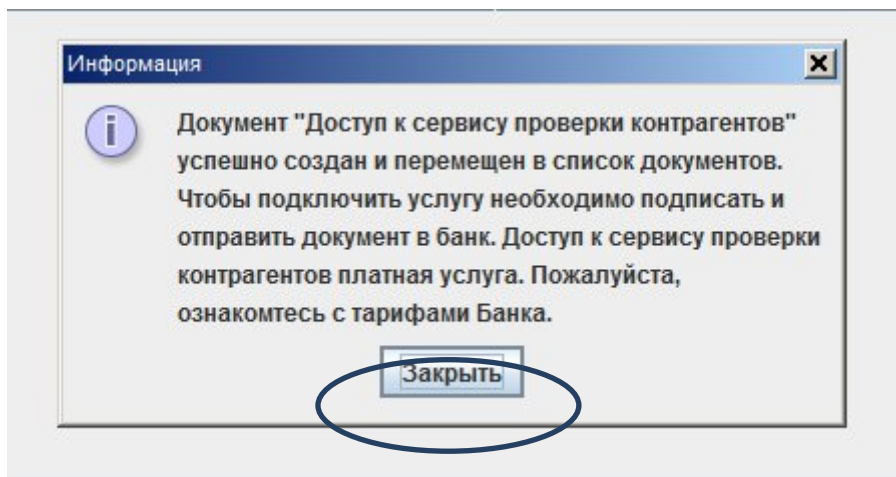 Информация
Документ "Доступ к сервису проверки контрагентов"
успешно создан и перемещен в список документов.
Чтобы подключить услугу необходимо подписать и
отправить документ в банк. Доступ к сервису проверки
контрагентов платная услуга. Пожалуйста,
ознакомтесь с тарифами Банка.
Закрыть